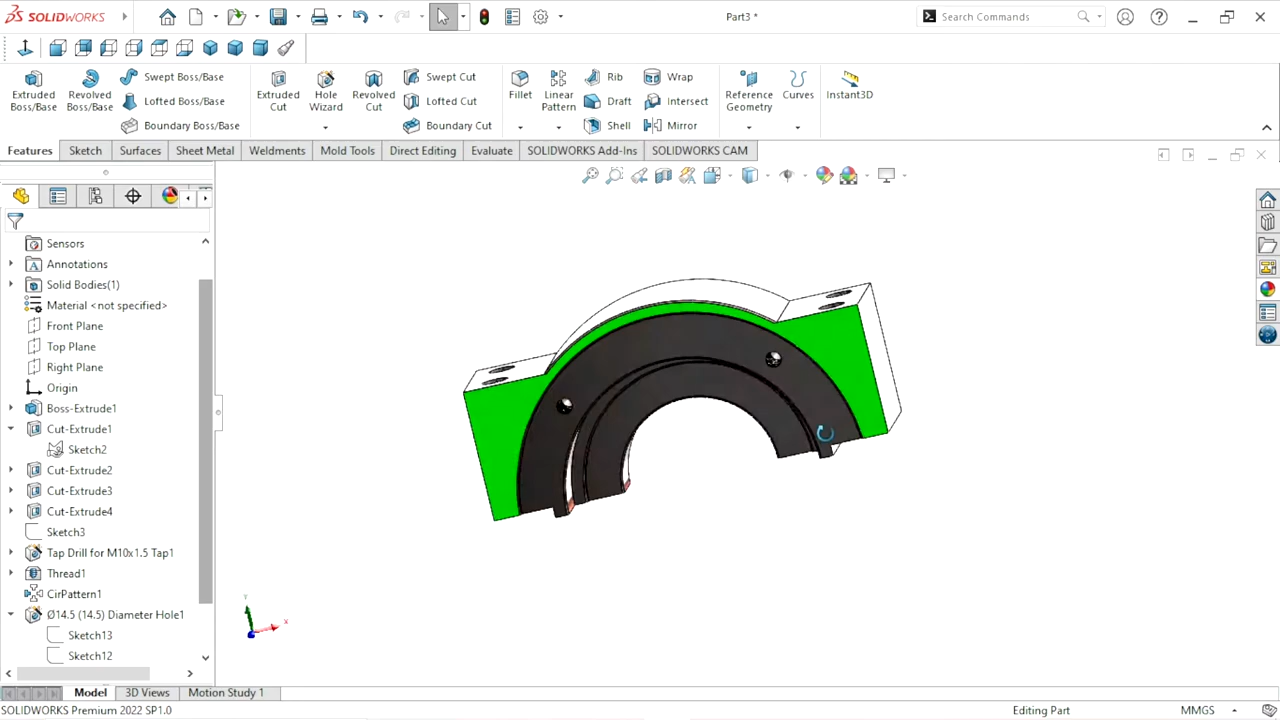 SOLIDWORKS
Part3 *
Search Commands
Extruded Boss/Base
Revolved Boss/Base
Swept Boss/Base
Lofted Boss/Base
Boundary Boss/Base
Extruded Cut
Hole Wizard
Revolved Cut
Swept Cut
Lofted Cut
Boundary Cut
Fillet
Linear Pattern
Rib
Draft
Shell
Wrap
Intersect
Mirror
Reference Geometry
Curves
Instant3D
Features Sketch Surfaces Sheet Metal Weldments Mold Tools Direct Editing Evaluate SOLIDWORKS Add-Ins SOLIDWORKS CAM
Sensors
Annotations
Solid Bodies(1)
Material <not specified>
Front Plane
Top Plane
Right Plane
Origin
Boss-Extrude1
Cut-Extrude1
Sketch2
Cut-Extrude2
Cut-Extrude3
Cut-Extrude4
Sketch3
Tap Drill for M10x1.5 Tap1
Thread1
CirPattern1
Ø14.5 (14.5) Diameter Hole1
Sketch13
Sketch12
Y
X
Model 3D Views Motion Study 1
SOLIDWORKS Premium 2022 SP1.0
Editing Part
MMGS